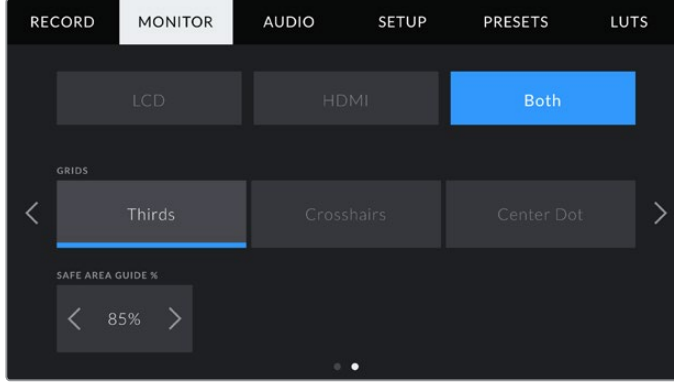 RECORD MONITOR AUDIO SETUP PRESETS LUTS
LCD HDMI Both
GRIDS
Thirds Crosshairs Center Dot
SAFE AREA GUIDE %
85%